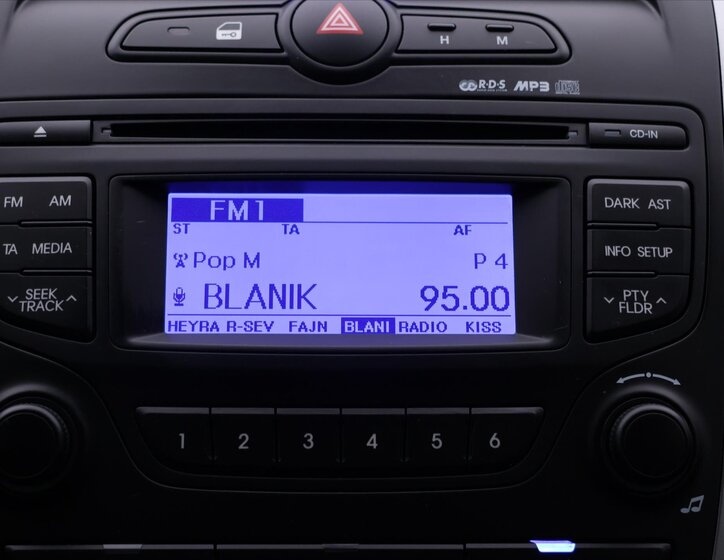 H M
R·D·S MP3
CD-IN
FM AM
TA MEDIA
SEEK
TRACK
FM1
ST TA AF
Pop M P 4
BLANIK 95.00
HEYRA R-SEV FAJN BLANI RADIO KISS
DARK AST
INFO SETUP
PTY
FLDR
1 2 3 4 5 6